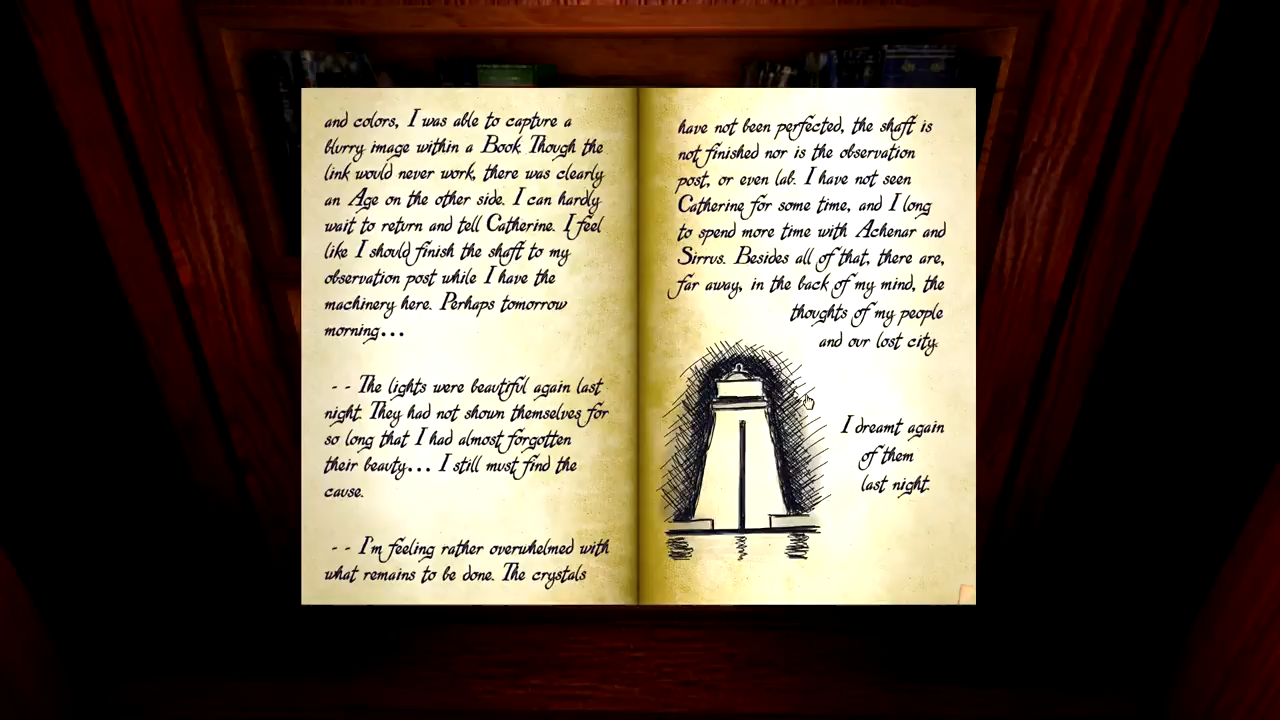 and colors, I was able to capture a
blurry image within a Book. Though the
link would never work, there was clearly
an Age on the other side. I can hardly
wait to return and tell Catherine. I feel
like I should finish the shaft to my
observation post while I have the
machinery here. Perhaps tomorrow
morning...
- - The lights were beautiful again last
night. They had not shown themselves for
so long that I had almost forgotten
their beauty... I still must find the
cause.
- - I'm feeling rather overwhelmed with
what remains to be done. The crystals
have not been perfected, the shaft is
not finished nor is the observation
post, or even lab. I have not seen
Catherine for some time, and I long
to spend more time with Achenar and
Sirrus. Besides all of that, there are,
far away, in the back of my mind, the
thoughts of my people
and our lost city.
I dreamt again
of them
last night.